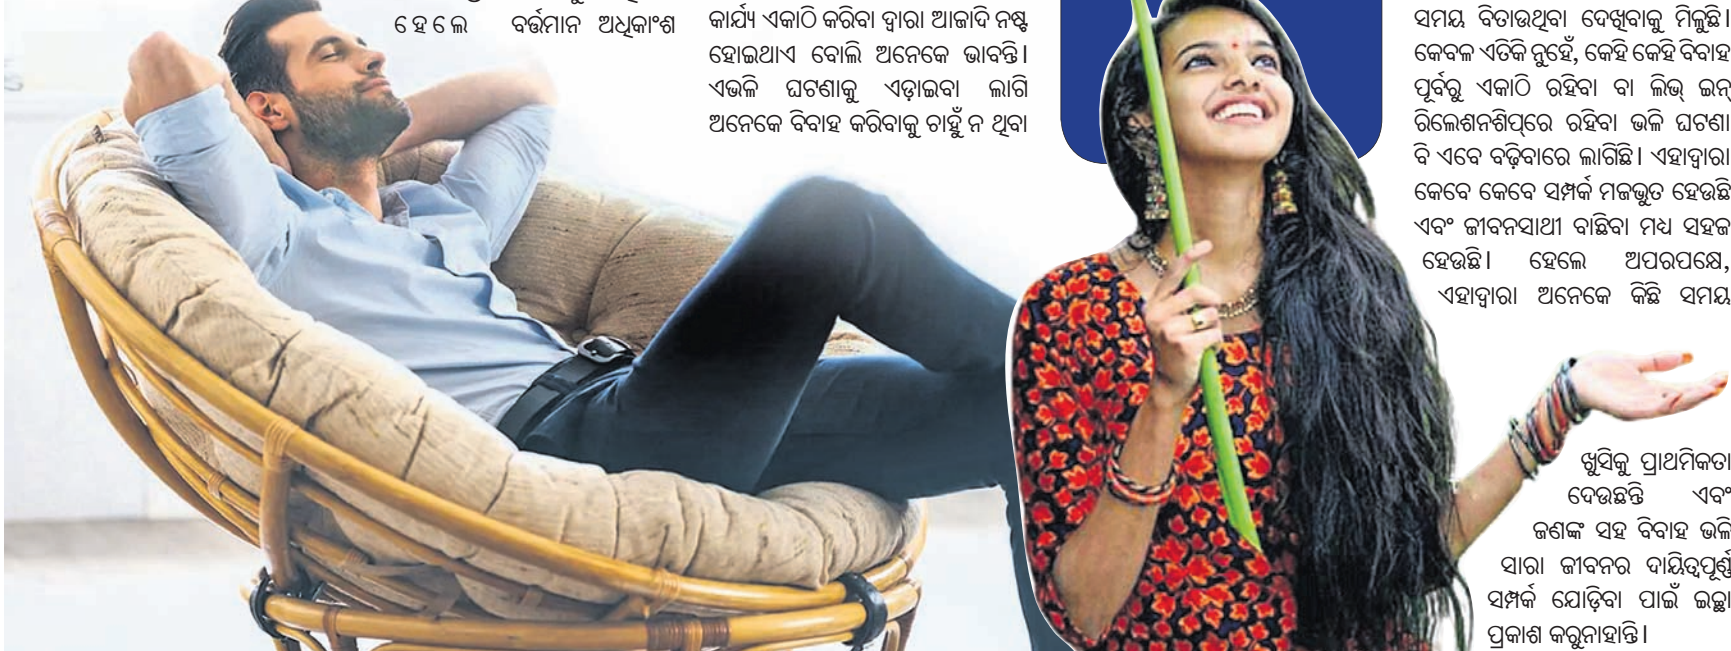 ହେଲେ ବର୍ତ୍ତମାନ ଅଧିକାଂଶ
କାର୍ଯ୍ୟ ଏକାଠି କରିବା ଦ୍ୱାରା ଆଜାଦି ନଷ୍ଟ
ହୋଇଥାଏ ବୋଲି ଅନେକେ ଭାବନ୍ତି।
ଏଭଳି ଘଟଣାକୁ ଏଡ଼ାଇବା ଲାଗି
ଅନେକେ ବିବାହ କରିବାକୁ ଚାହୁଁ ନ ଥିବା
ସମୟ ବିତାଉଥିବା ଦେଖିବାକୁ ମିଳୁଛି।
କେବଳ ଏତିକି ନୁହେଁ, କେହି କେହି ବିବାହ
ପୂର୍ବରୁ ଏକାଠି ରହିବା ବା ଲିଭ୍ ଇନ୍
ରିଲେଶନଶିପ୍‌ରେ ରହିବା ଭଳି ଘଟଣା
ବି ଏବେ ବଢ଼ିବାରେ ଲାଗିଛି। ଏହାଦ୍ୱାରା
କେବେ କେବେ ସମ୍ପର୍କ ମଜଭୁତ ହେଉଛି
ଏବଂ ଜୀବନସାଥୀ ବାଛିବା ମଧ୍ୟ ସହଜ
ହେଉଛି। ହେଲେ ଅପରପକ୍ଷେ,
ଏହାଦ୍ୱାରା ଅନେକେ କିଛି ସମୟ
ଖୁସିକୁ ପ୍ରାଥମିକତା
ଦେଉଛନ୍ତି ଏବଂ
ଜଣଙ୍କ ସହ ବିବାହ ଭଳି
ସାରା ଜୀବନର ଦାୟିତ୍ୱପୂର୍ଣ୍ଣ
ସମ୍ପର୍କ ଯୋଡ଼ିବା ପାଇଁ ଇଚ୍ଛା
ପ୍ରକାଶ କରୁନାହାନ୍ତି।